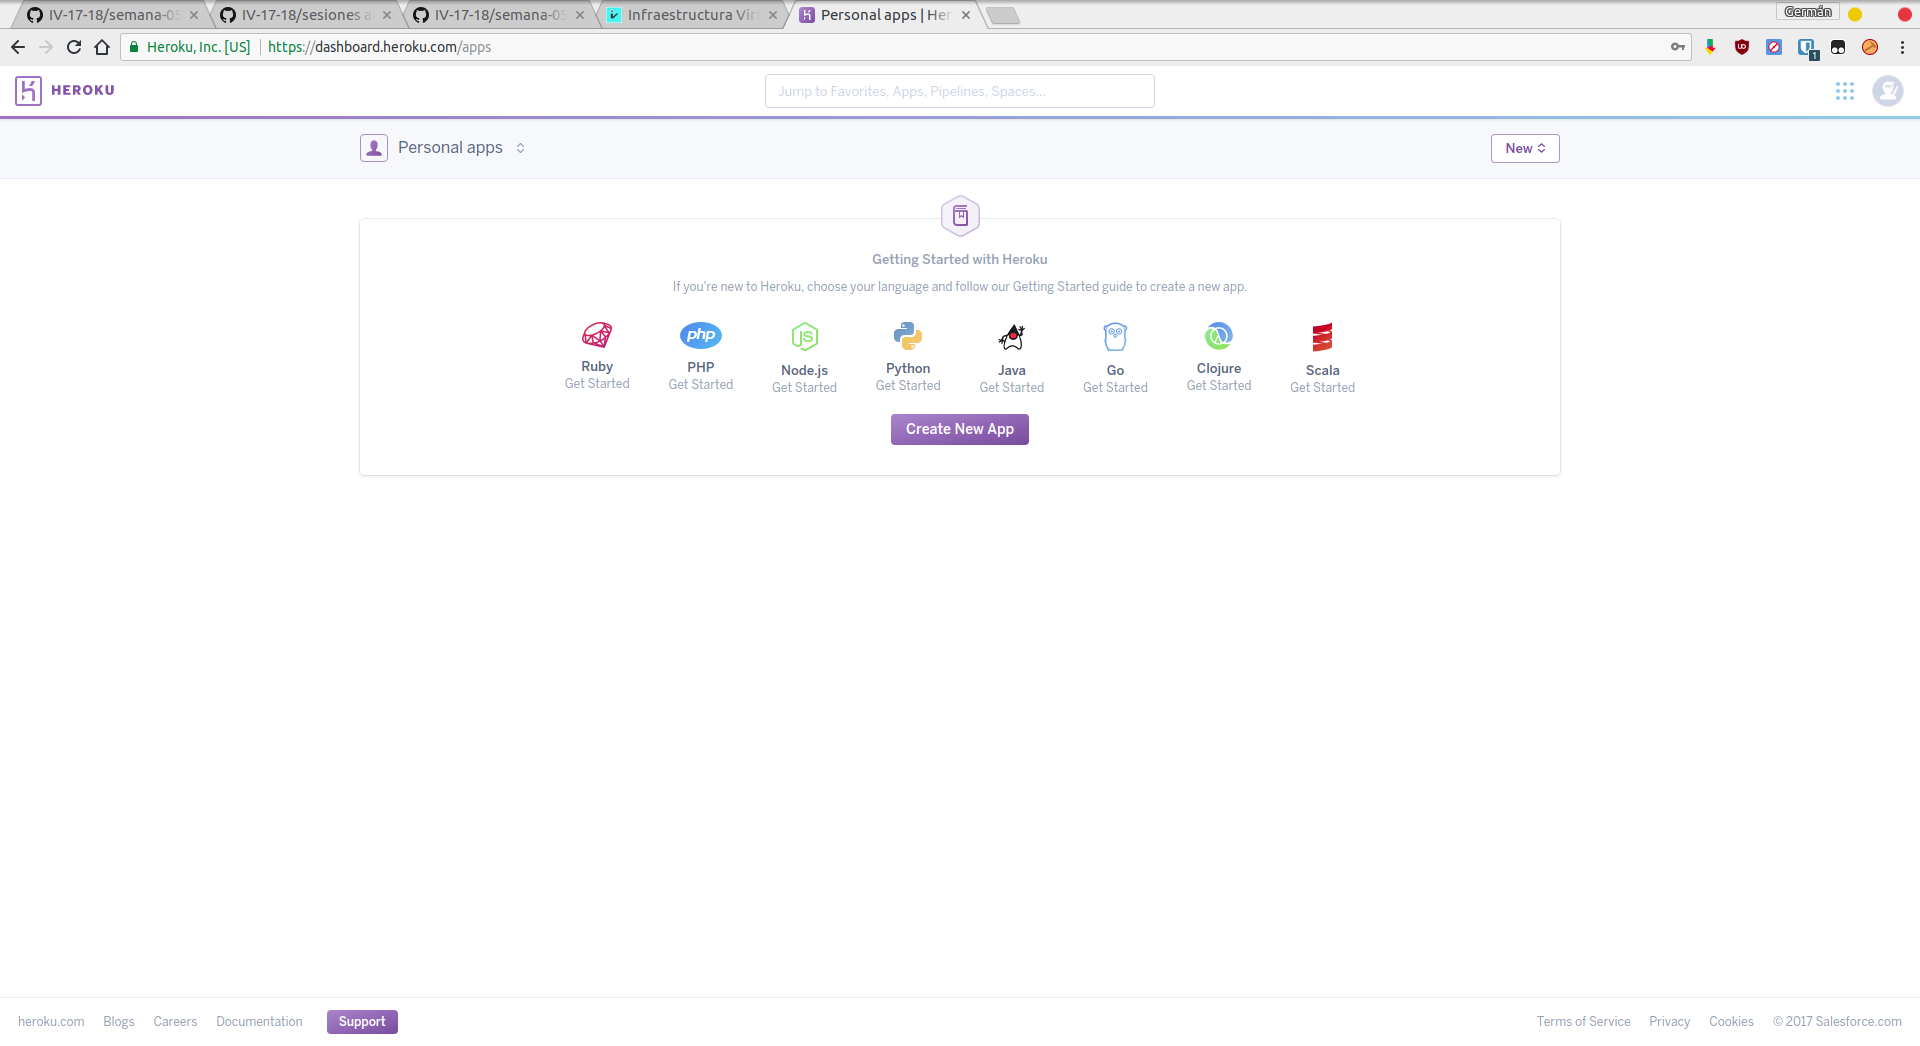 IV-17-18/semana-05 IV-17-18/sesiones a IV-17-18/semana-05 Infraestructura Vir Personal apps | Her Germán
Heroku, Inc. [US] https://dashboard.heroku.com/apps 1
HEROKU Jump to Favorites, Apps, Pipelines, Spaces...
Personal apps New
Getting Started with Heroku
If you're new to Heroku, choose your language and follow our Getting Started guide to create a new app.
php JS
Ruby PHP Node.js Python Java Go Clojure Scala
Get Started Get Started Get Started Get Started Get Started Get Started Get Started Get Started
Create New App
heroku.com Blogs Careers Documentation Support Terms of Service Privacy Cookies © 2017 Salesforce.com